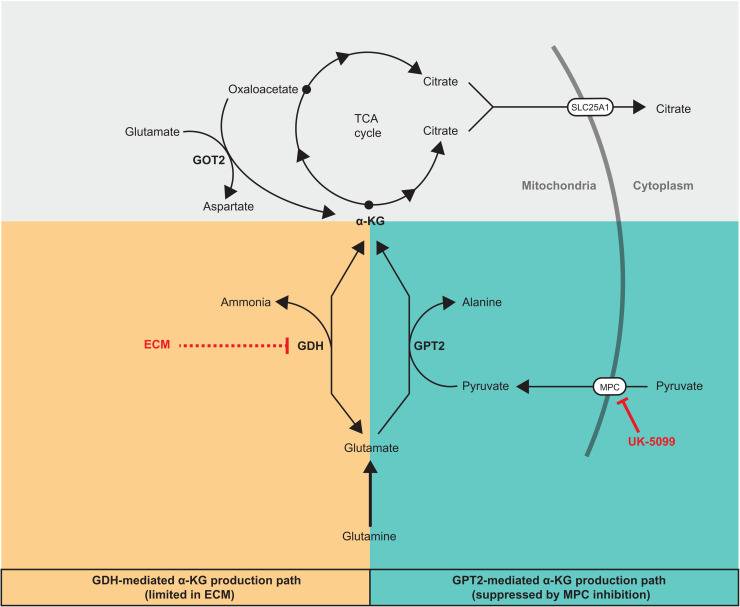 Oxaloacetate
Citrate
TCA
cycle
Citrate
SLC25A1
Citrate
Glutamate
GOT2
Aspartate
Mitochondria
Cytoplasm
α-KG
Ammonia
Alanine
ECM
GDH
GPT2
Pyruvate
MPC
Pyruvate
UK-5099
Glutamate
Glutamine
GDH-mediated α-KG production path
(limited in ECM)
GPT2-mediated α-KG production path
(suppressed by MPC inhibition)